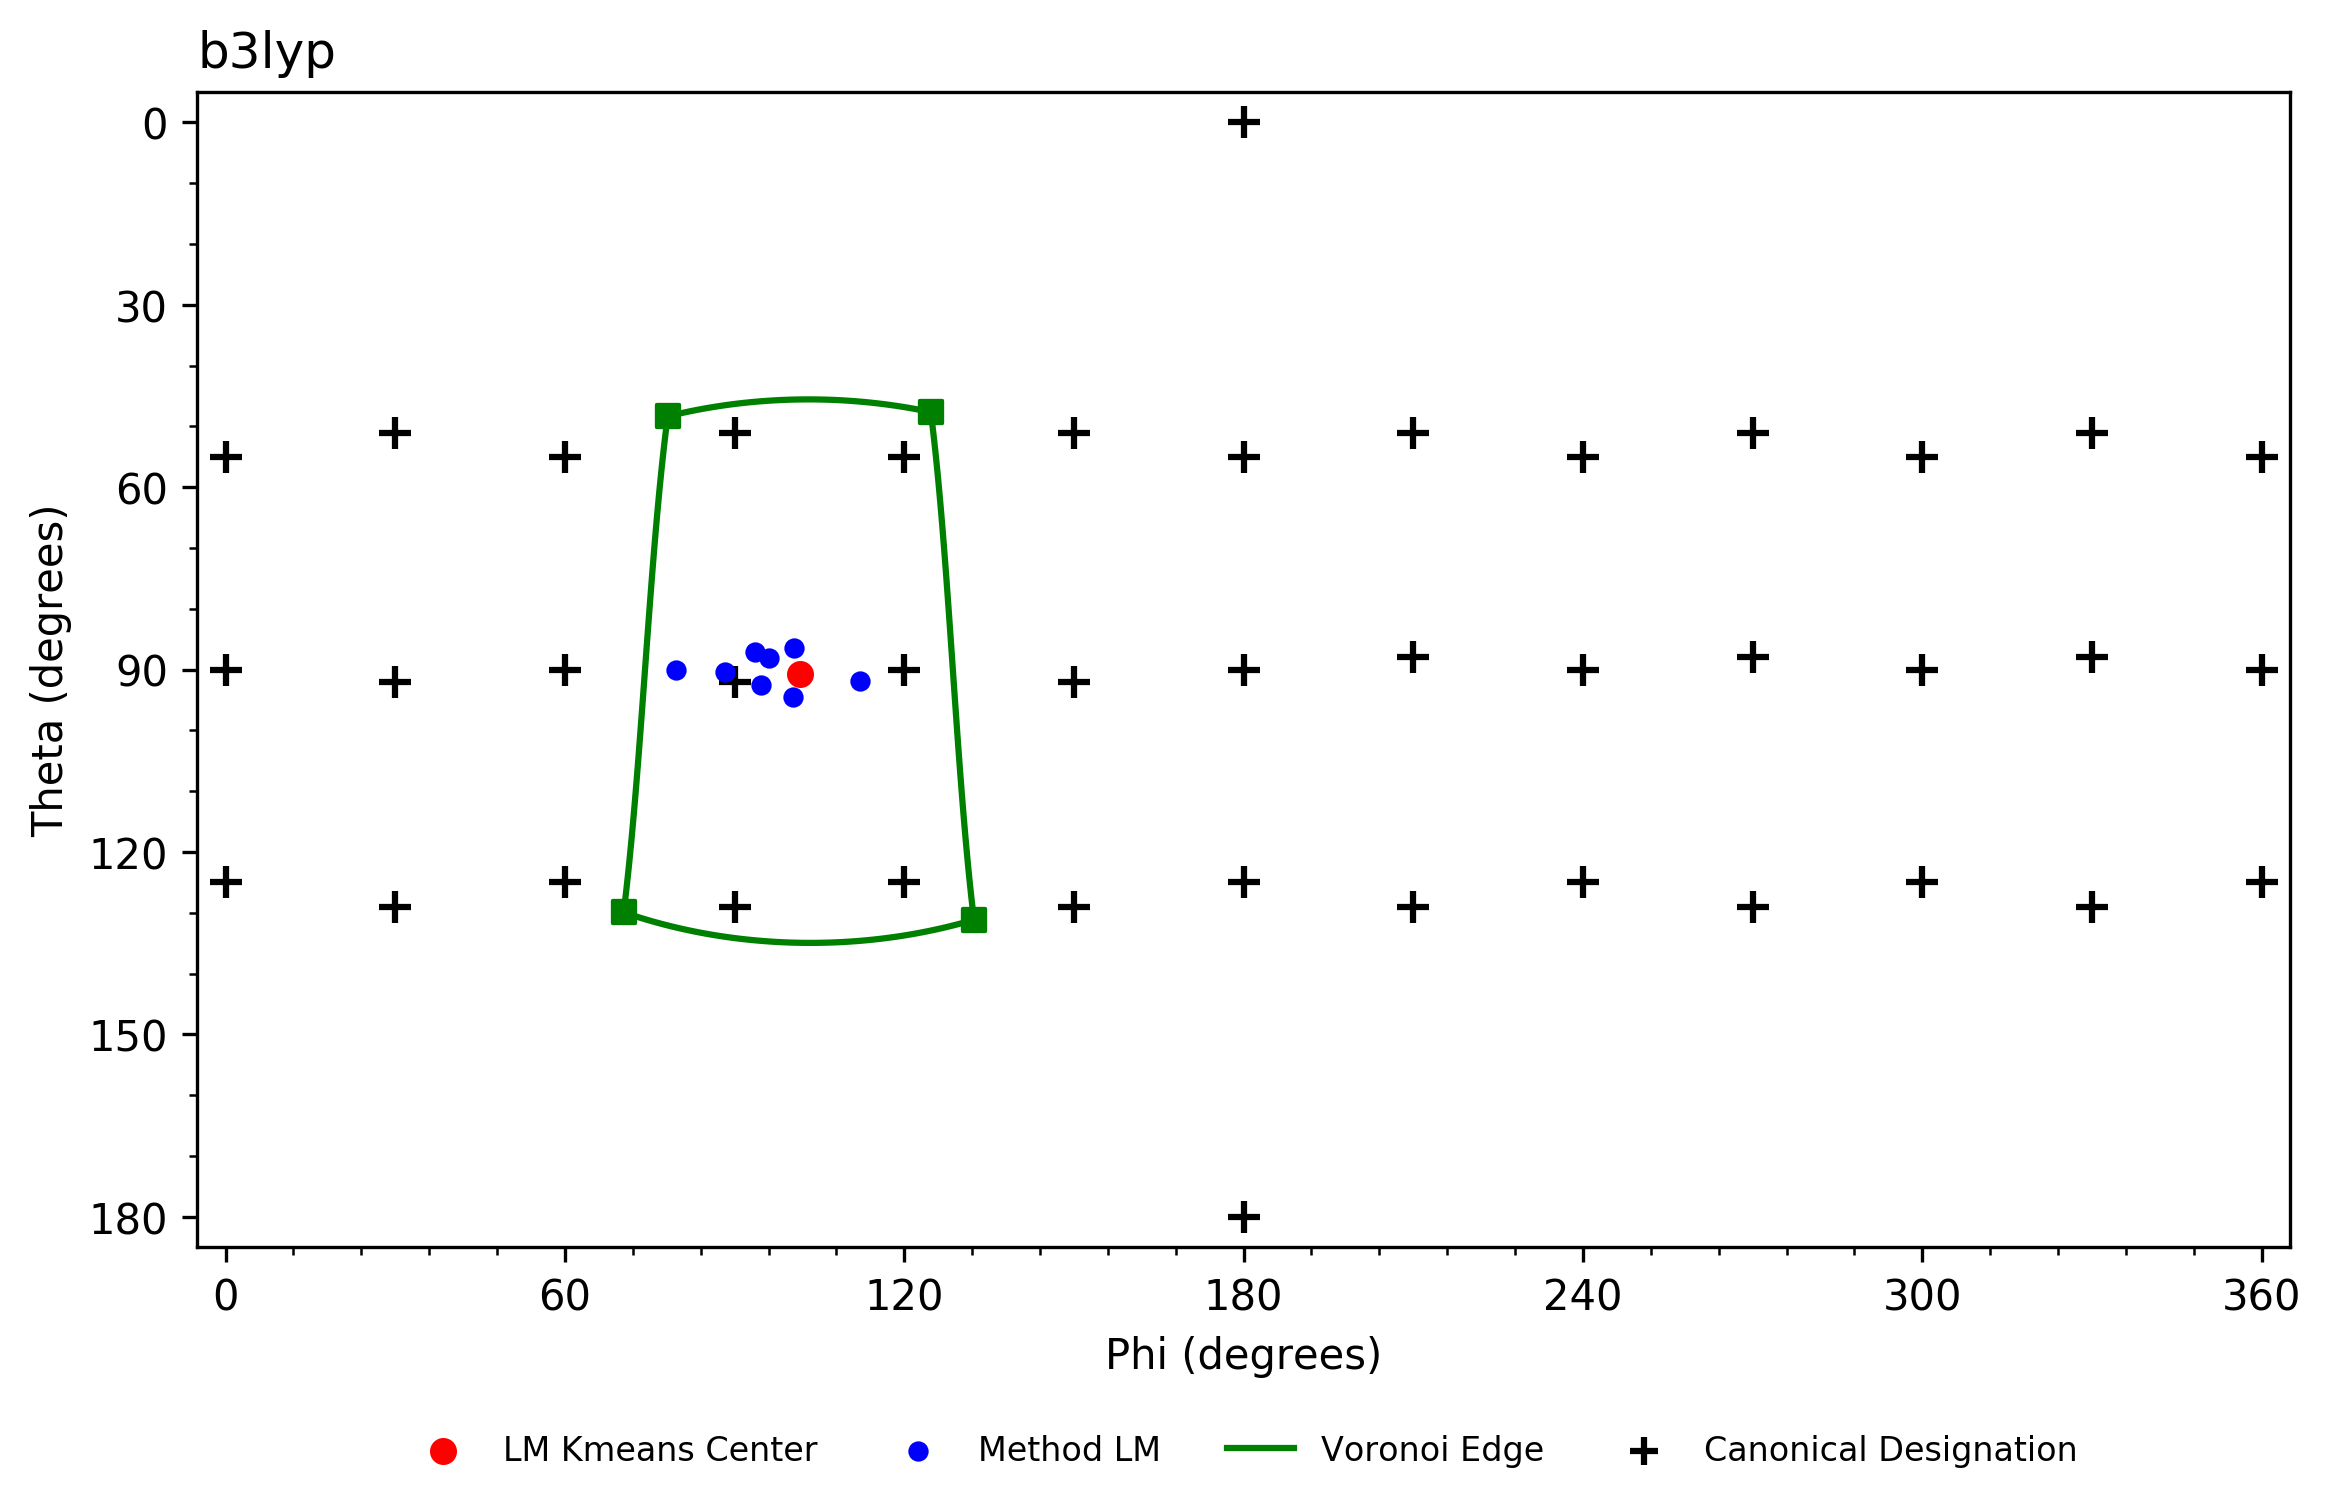 b3lyp
0
30
60
90
120
150
180
Theta (degrees)
0 60 120 180 240 300 360
Phi (degrees)
LM Kmeans Center Method LM Voronoi Edge Canonical Designation